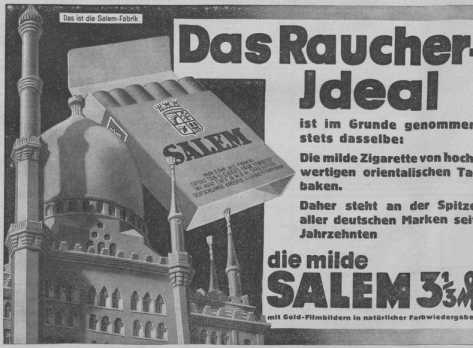 Das ist die Salem-Fabrik
Das Raucher-
Jdeal
ist im Grunde genommen
stets dasselbe:
Die milde Zigarette von hoch
wertigen orientalischen Ta
baken.
Daher steht an der Spitze
aller deutschen Marken seit
Jahrzehnten
SALEM
die milde
SALEM 3⅓
mit Gold-Filmbildern in natürlicher Farbwiedergabe